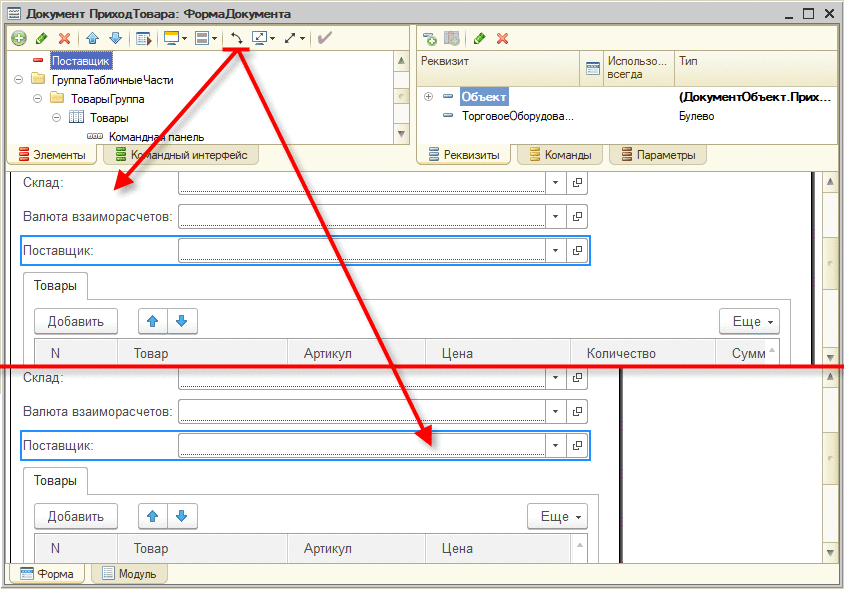 Документ ПриходТовара: ФормаДокумента
Поставщик
ГруппаТабличныеЧасти
ТоварыГруппа
Товары
Командная панель
Элементы Командный интерфейс
Реквизит Использо... всегда Тип
Объект (ДокументОбъект.Прих...
ТорговоеОборудова... Булево
Реквизиты Команды Параметры
Склад:
Валюта взаиморасчетов:
Поставщик:
Товары
Добавить Еще
N Товар Артикул Цена Количество Сумм
Склад:
Валюта взаиморасчетов:
Поставщик:
Товары
Добавить Еще
N Товар Артикул Цена
Форма Модуль